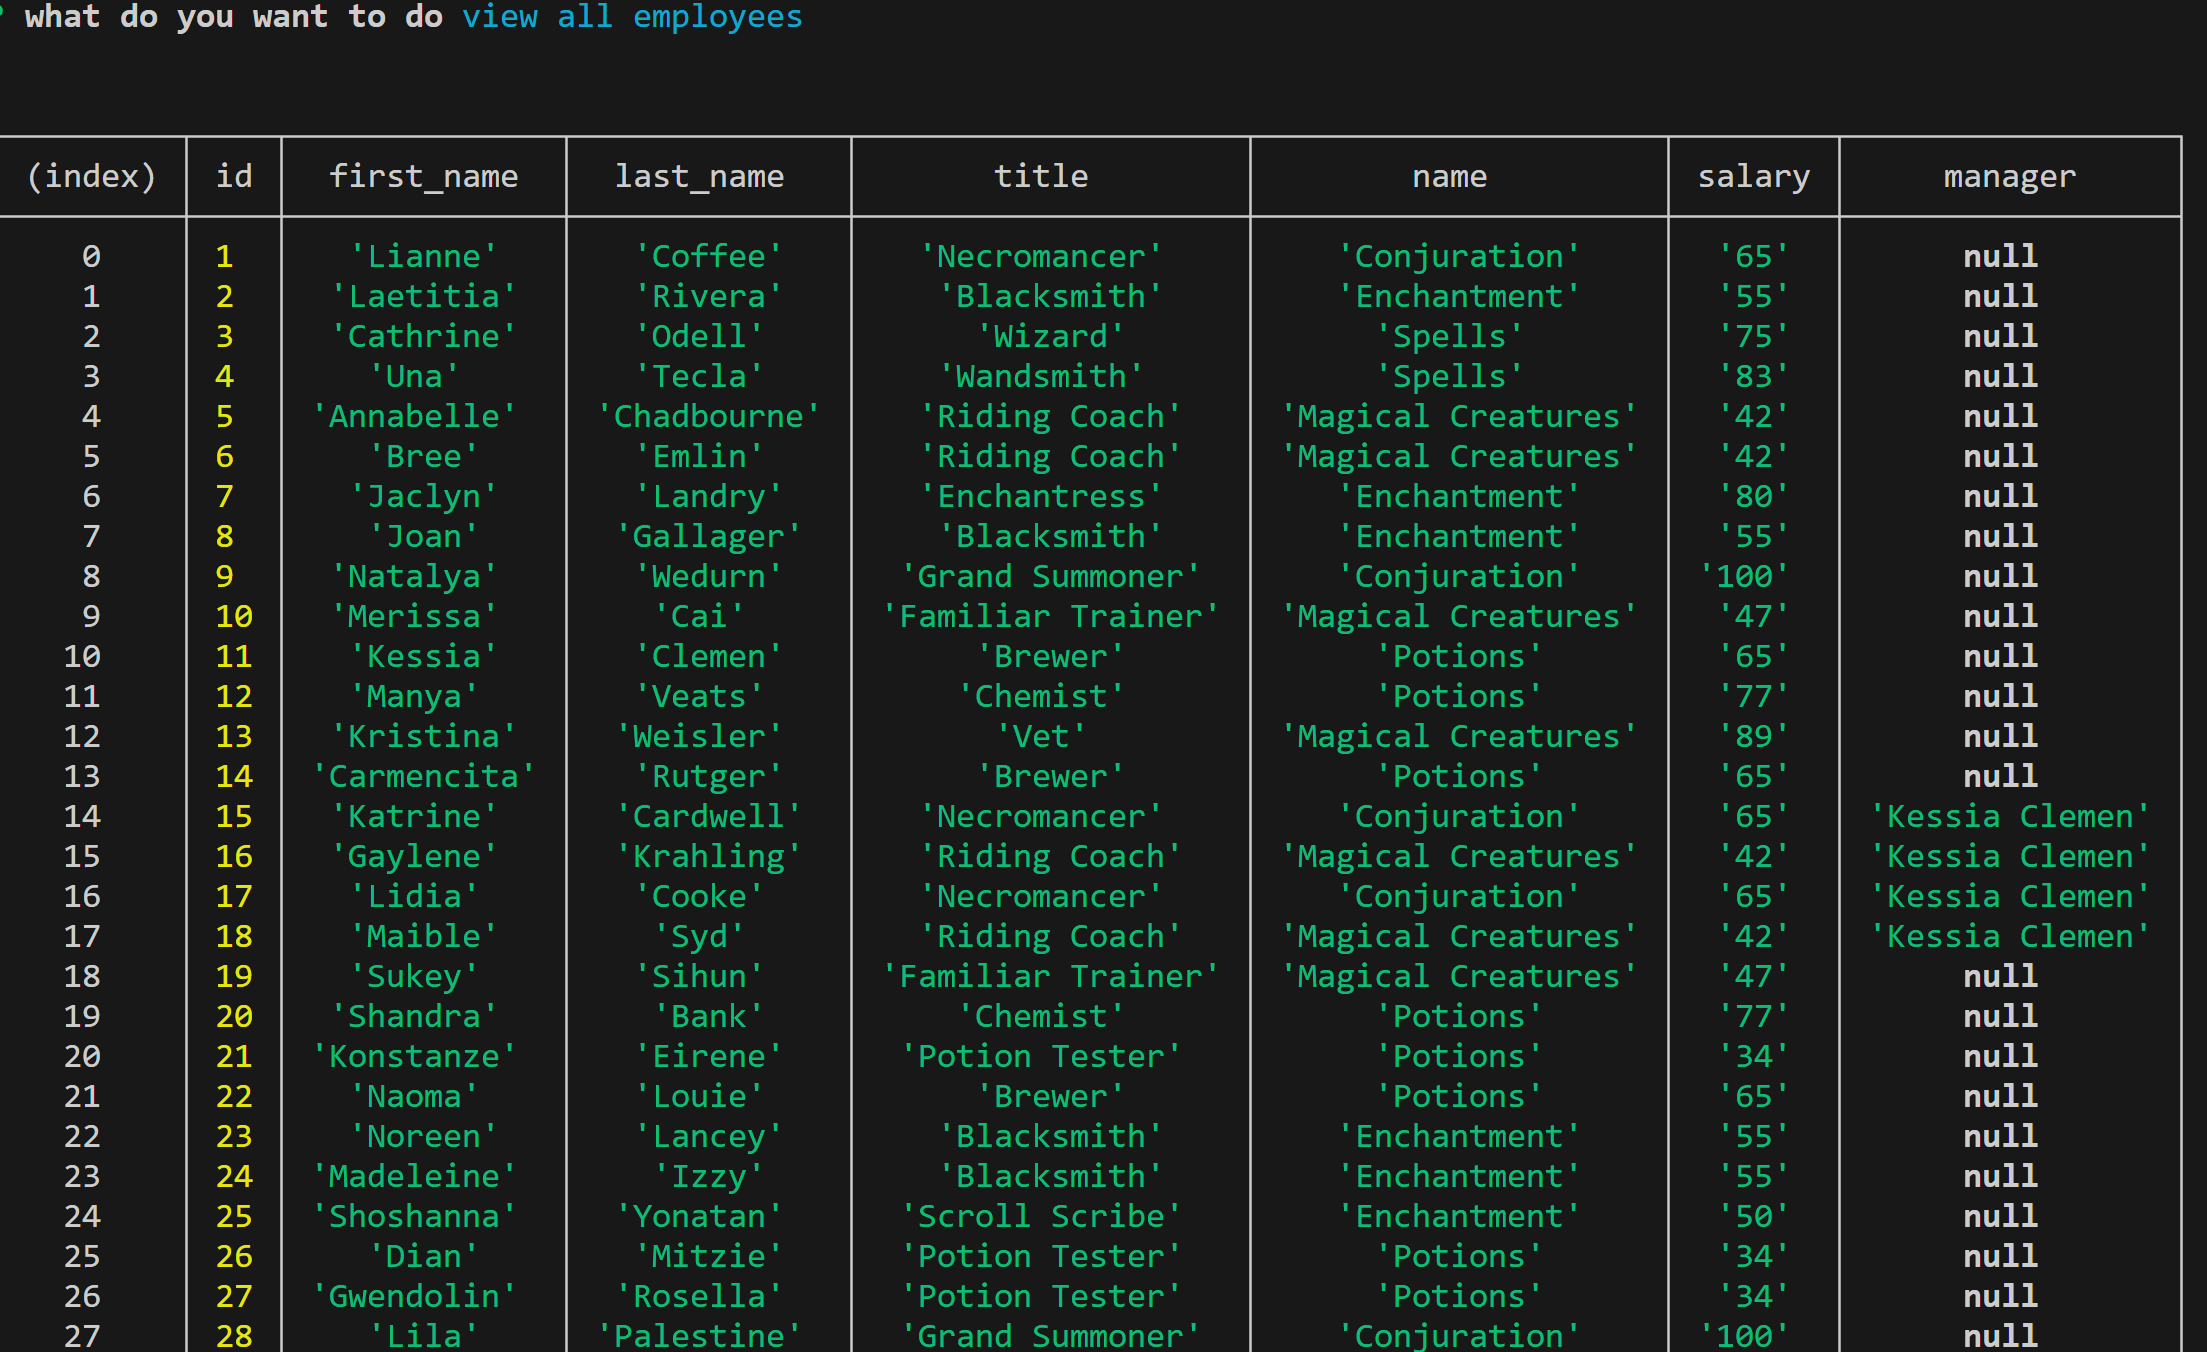 ? what do you want to do view all employees
(index) id first_name last_name title name salary manager
0 1 'Lianne' 'Coffee' 'Necromancer' 'Conjuration' '65' null
1 2 'Laetitia' 'Rivera' 'Blacksmith' 'Enchantment' '55' null
2 3 'Cathrine' 'Odell' 'Wizard' 'Spells' '75' null
3 4 'Una' 'Tecla' 'Wandsmith' 'Spells' '83' null
4 5 'Annabelle' 'Chadbourne' 'Riding Coach' 'Magical Creatures' '42' null
5 6 'Bree' 'Emlin' 'Riding Coach' 'Magical Creatures' '42' null
6 7 'Jaclyn' 'Landry' 'Enchantress' 'Enchantment' '80' null
7 8 'Joan' 'Gallager' 'Blacksmith' 'Enchantment' '55' null
8 9 'Natalya' 'Wedurn' 'Grand Summoner' 'Conjuration' '100' null
9 10 'Merissa' 'Cai' 'Familiar Trainer' 'Magical Creatures' '47' null
10 11 'Kessia' 'Clemen' 'Brewer' 'Potions' '65' null
11 12 'Manya' 'Veats' 'Chemist' 'Potions' '77' null
12 13 'Kristina' 'Weisler' 'Vet' 'Magical Creatures' '89' null
13 14 'Carmencita' 'Rutger' 'Brewer' 'Potions' '65' null
14 15 'Katrine' 'Cardwell' 'Necromancer' 'Conjuration' '65' 'Kessia Clemen'
15 16 'Gaylene' 'Krahling' 'Riding Coach' 'Magical Creatures' '42' 'Kessia Clemen'
16 17 'Lidia' 'Cooke' 'Necromancer' 'Conjuration' '65' 'Kessia Clemen'
17 18 'Maible' 'Syd' 'Riding Coach' 'Magical Creatures' '42' 'Kessia Clemen'
18 19 'Sukey' 'Sihun' 'Familiar Trainer' 'Magical Creatures' '47' null
19 20 'Shandra' 'Bank' 'Chemist' 'Potions' '77' null
20 21 'Konstanze' 'Eirene' 'Potion Tester' 'Potions' '34' null
21 22 'Naoma' 'Louie' 'Brewer' 'Potions' '65' null
22 23 'Noreen' 'Lancey' 'Blacksmith' 'Enchantment' '55' null
23 24 'Madeleine' 'Izzy' 'Blacksmith' 'Enchantment' '55' null
24 25 'Shoshanna' 'Yonatan' 'Scroll Scribe' 'Enchantment' '50' null
25 26 'Dian' 'Mitzie' 'Potion Tester' 'Potions' '34' null
26 27 'Gwendolin' 'Rosella' 'Potion Tester' 'Potions' '34' null
27 28 'Lila' 'Palestine' 'Grand Summoner' 'Conjuration' '100' null